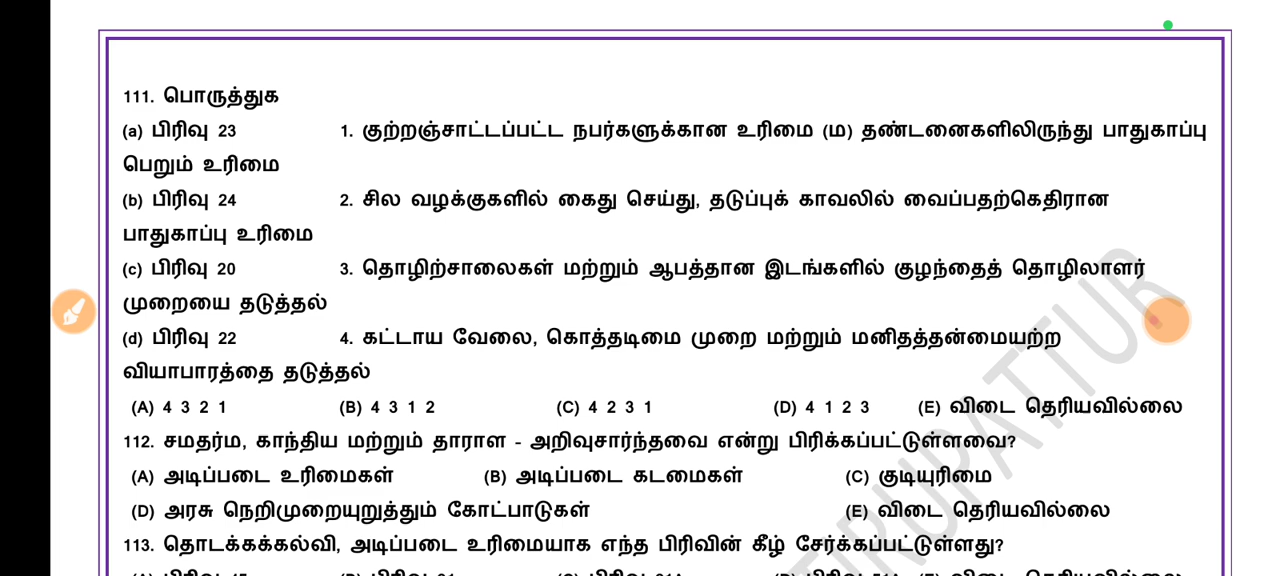 111. பொருத்துக
(a) பிரிவு 23 1. குற்றஞ்சாட்டப்பட்ட நபர்களுக்கான உரிமை (ம) தண்டனைகளிலிருந்து பாதுகாப்பு
பெறும் உரிமை
(b) பிரிவு 24 2. சில வழக்குகளில் கைது செய்து, தடுப்புக் காவலில் வைப்பதற்கெதிரான
பாதுகாப்பு உரிமை
(c) பிரிவு 20 3. தொழிற்சாலைகள் மற்றும் ஆபத்தான இடங்களில் குழந்தைத் தொழிலாளர்
முறையை தடுத்தல்
(d) பிரிவு 22 4. கட்டாய வேலை, கொத்தடிமை முறை மற்றும் மனிதத்தன்மையற்ற
வியாபாரத்தை தடுத்தல்
(A) 4 3 2 1 (B) 4 3 1 2 (C) 4 2 3 1 (D) 4 1 2 3 (E) விடை தெரியவில்லை
112. சமதர்ம, காந்திய மற்றும் தாராள - அறிவுசார்ந்தவை என்று பிரிக்கப்பட்டுள்ளவை?
(A) அடிப்படை உரிமைகள் (B) அடிப்படை கடமைகள் (C) குடியுரிமை
(D) அரசு நெறிமுறையுறுத்தும் கோட்பாடுகள் (E) விடை தெரியவில்லை
113. தொடக்கக்கல்வி, அடிப்படை உரிமையாக எந்த பிரிவின் கீழ் சேர்க்கப்பட்டுள்ளது?